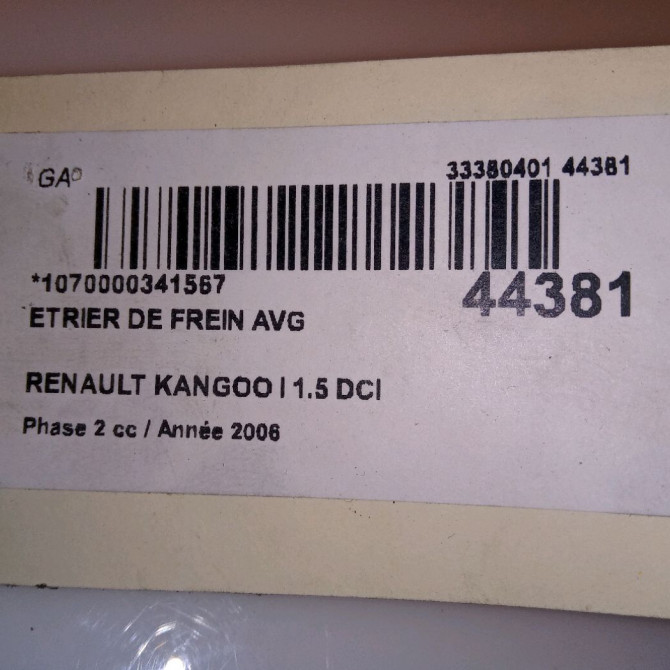 GA
33380401 44381
*1070000341567
44381
ETRIER DE FREIN AVG
RENAULT KANGOO I 1.5 DCI
Phase 2 cc / Année 2006